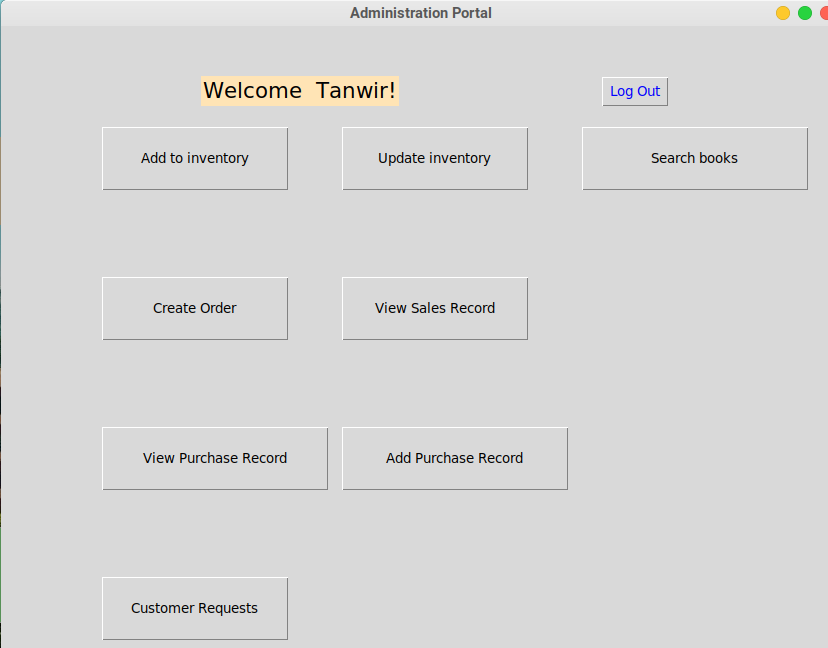 Administration Portal
Welcome  Tanwir!
Log Out
Add to inventory
Update inventory
Search books
Create Order
View Sales Record
View Purchase Record
Add Purchase Record
Customer Requests